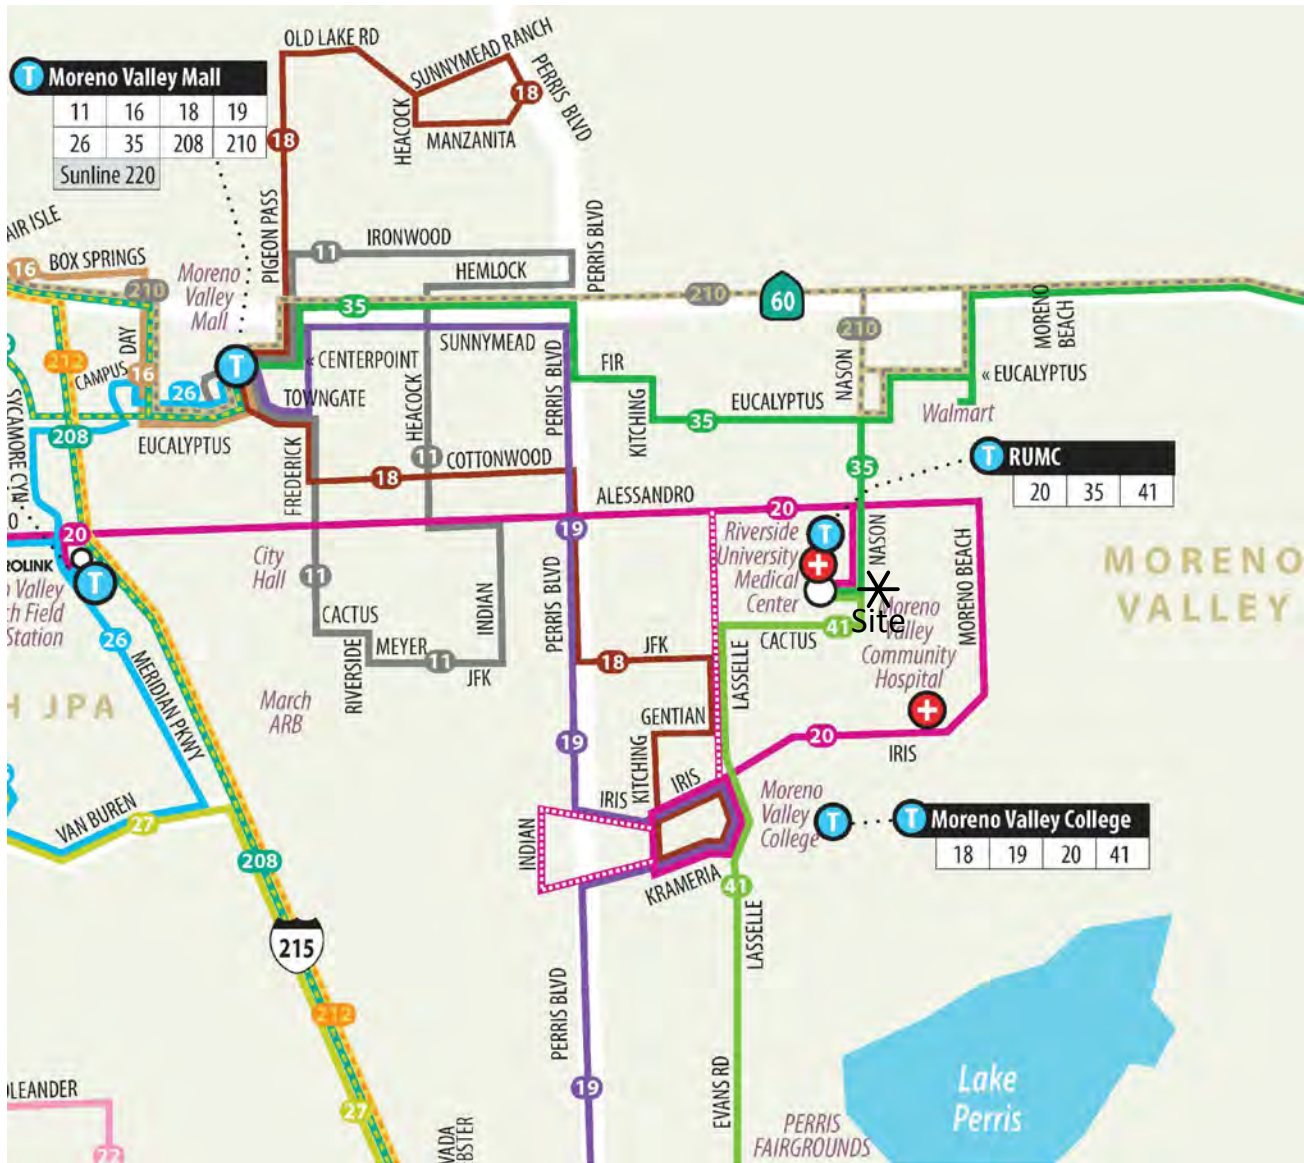 OLD LAKE RD
SUNNYMEAD RANCH
PERRIS BLVD
18
HEACOCK
MANZANITA
T Moreno Valley Mall
11 16 18 19
26 35 208 210
Sunline 220
18
PIGEON PASS
AIR ISLE
BOX SPRINGS
16
210
Moreno
Valley
Mall
11
IRONWOOD
HEMLOCK
PERRIS BLVD
35
210
60
210
NASON
MORENO
BEACH
212
CAMPUS
DAY
16
26
T
« CENTERPOINT
TOWNGATE
SUNNYMEAD
PERRIS BLVD
FIR
KITCHING
EUCALYPTUS
35
« EUCALYPTUS
Walmart
SYCAMORE CYN
208
EUCALYPTUS
FREDERICK
HEACOCK
11
18
COTTONWOOD
35
T RUMC
20 35 41
ALESSANDRO
20
20
19
Riverside
University
Medical
Center
T
NASON
MORENO BEACH
MORENO
VALLEY
ROLINK
Valley
ch Field
Station
T
City
Hall
11
CACTUS
RIVERSIDE
MEYER
11
JFK
INDIAN
PERRIS BLVD
Site
41
CACTUS
Moreno
Valley
Community
Hospital
26
MERIDIAN PKWY
H JPA
March
ARB
18
JFK
LASSELLE
GENTIAN
KITCHING
19
20
IRIS
IRIS
IRIS
VAN BUREN
27
INDIAN
Moreno
Valley
College
T
T Moreno Valley College
18 19 20 41
208
KRAMERIA
41
LASSELLE
215
PERRIS BLVD
212
19
EVANS RD
Lake
Perris
OLEANDER
27
22
PERRIS
FAIRGROUNDS